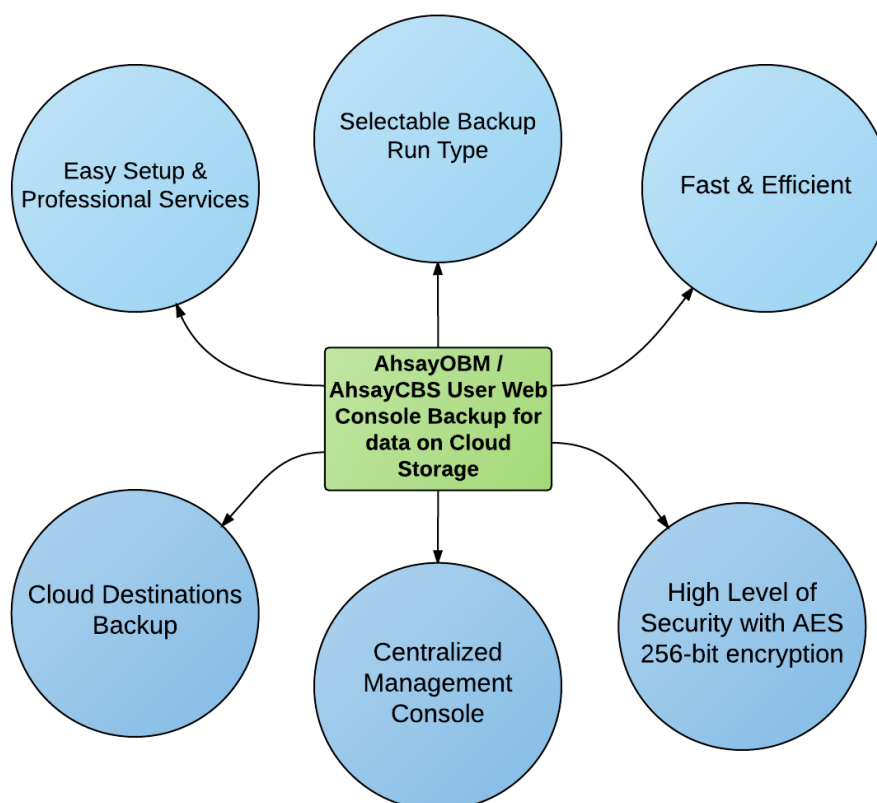 Easy Setup &
Professional Services
Selectable Backup
Run Type
Fast & Efficient
AhsayOBM /
AhsayCBS User Web
Console Backup for
data on Cloud
Storage
Cloud Destinations
Backup
Centralized
Management
Console
High Level of
Security with AES
256-bit encryption